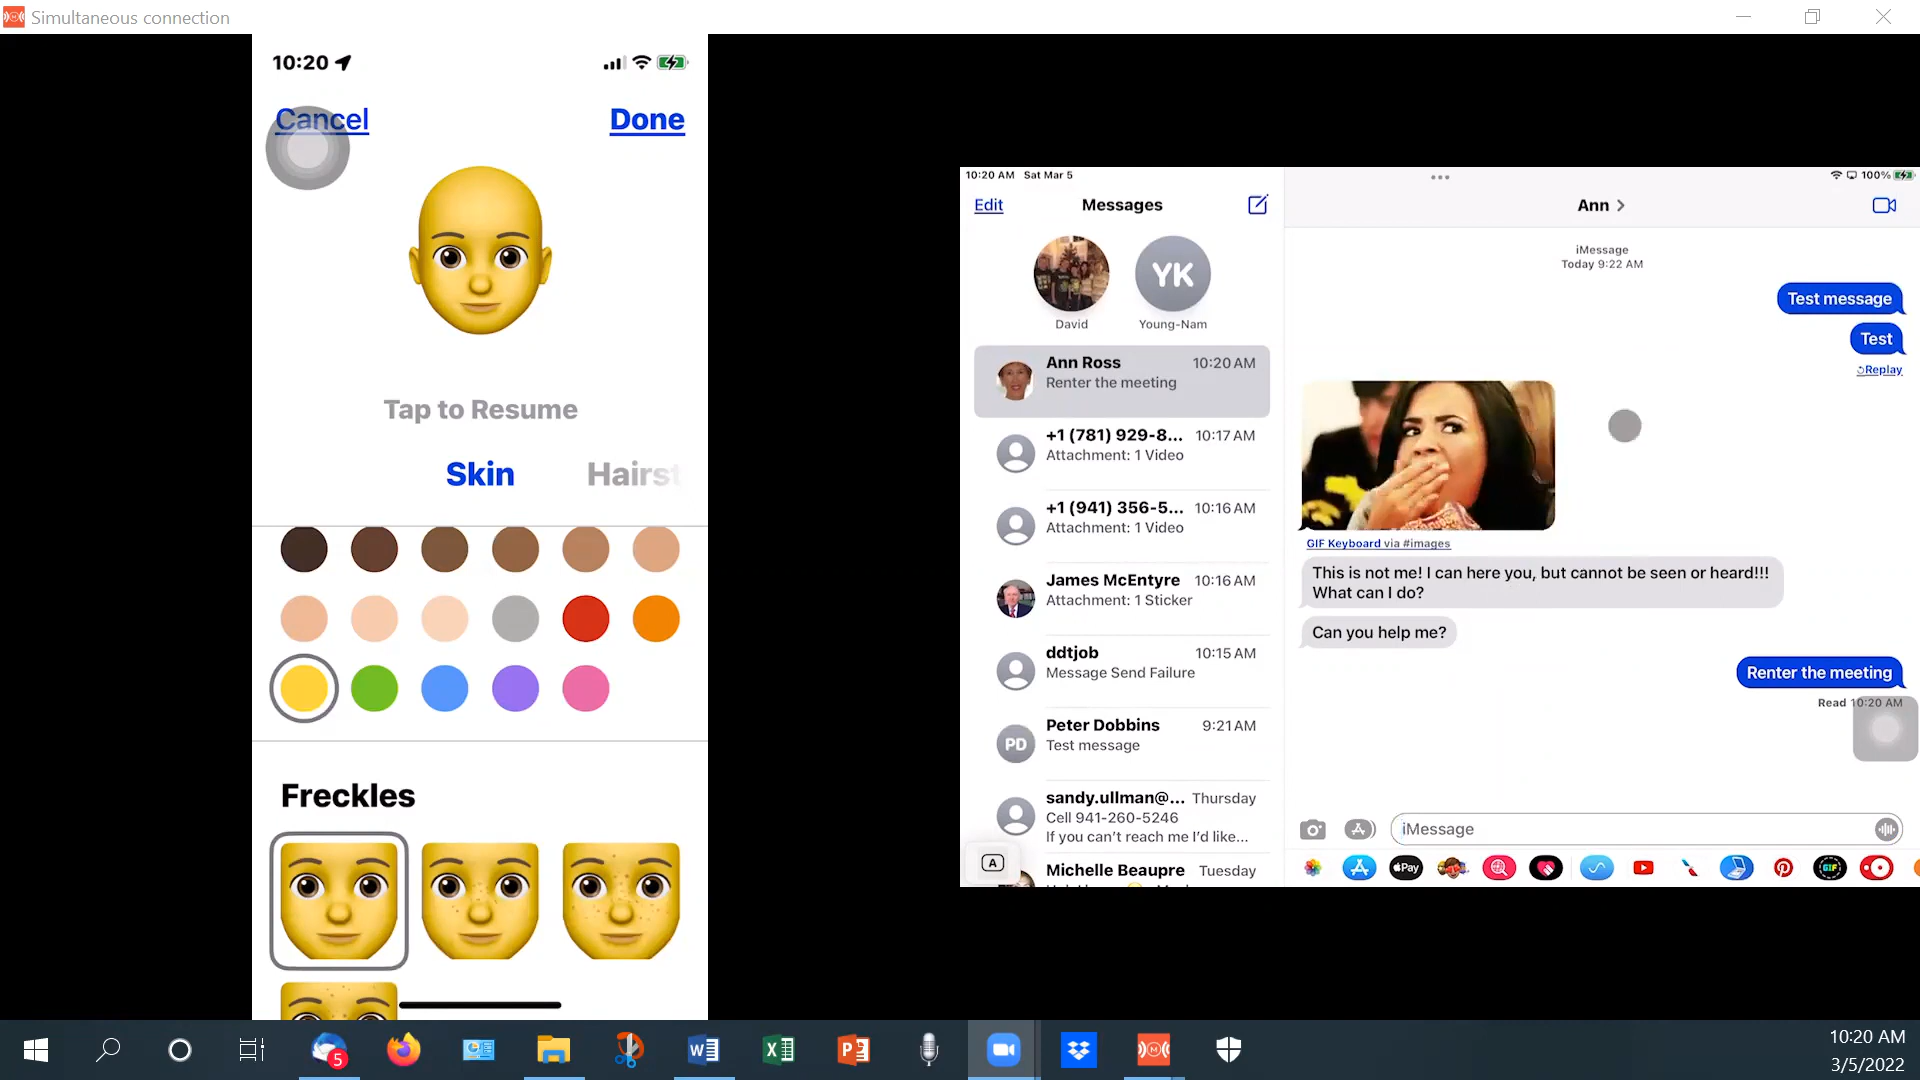 Simultaneous connection
10:20
Cancel
Done
Tap to Resume
Skin
Hairst
Freckles
10:20 AM Sat Mar 5
100%
Edit
Messages
YK
David
Young-Nam
Ann Ross
10:20 AM
Renter the meeting
+1 (781) 929-8...
10:17 AM
Attachment: 1 Video
+1 (941) 356-5...
10:16 AM
Attachment: 1 Video
James McEntyre
10:16 AM
Attachment: 1 Sticker
ddtjob
10:15 AM
Message Send Failure
PD
Peter Dobbins
9:21 AM
Test message
sandy.ullman@...
Thursday
Cell 941-260-5246
If you can't reach me I'd like...
A
Michelle Beaupre
Tuesday
Ann
iMessage
Today 9:22 AM
Test message
Test
Replay
GIF Keyboard via #images
This is not me! I can here you, but cannot be seen or heard!!!
What can I do?
Can you help me?
Renter the meeting
Read 10:20 AM
iMessage
Pay
GIF
5
10:20 AM
3/5/2022